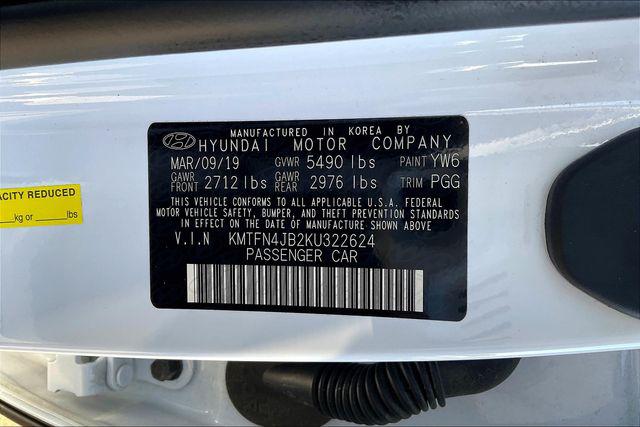 MANUFACTURED IN KOREA BY
HYUNDAI MOTOR COMPANY
MAR/09/19 GVWR 5490 lbs PAINT YW6
GAWR FRONT 2712 lbs GAWR REAR 2976 lbs TRIM PGG
THIS VEHICLE CONFORMS TO ALL APPLICABLE U.S.A. FEDERAL
MOTOR VEHICLE SAFETY, BUMPER, AND THEFT PREVENTION STANDARDS
IN EFFECT ON THE DATE OF MANUFACTURE SHOWN ABOVE
V.I.N KMTFN4JB2KU322624
PASSENGER CAR
ACITY REDUCED
kg or lbs